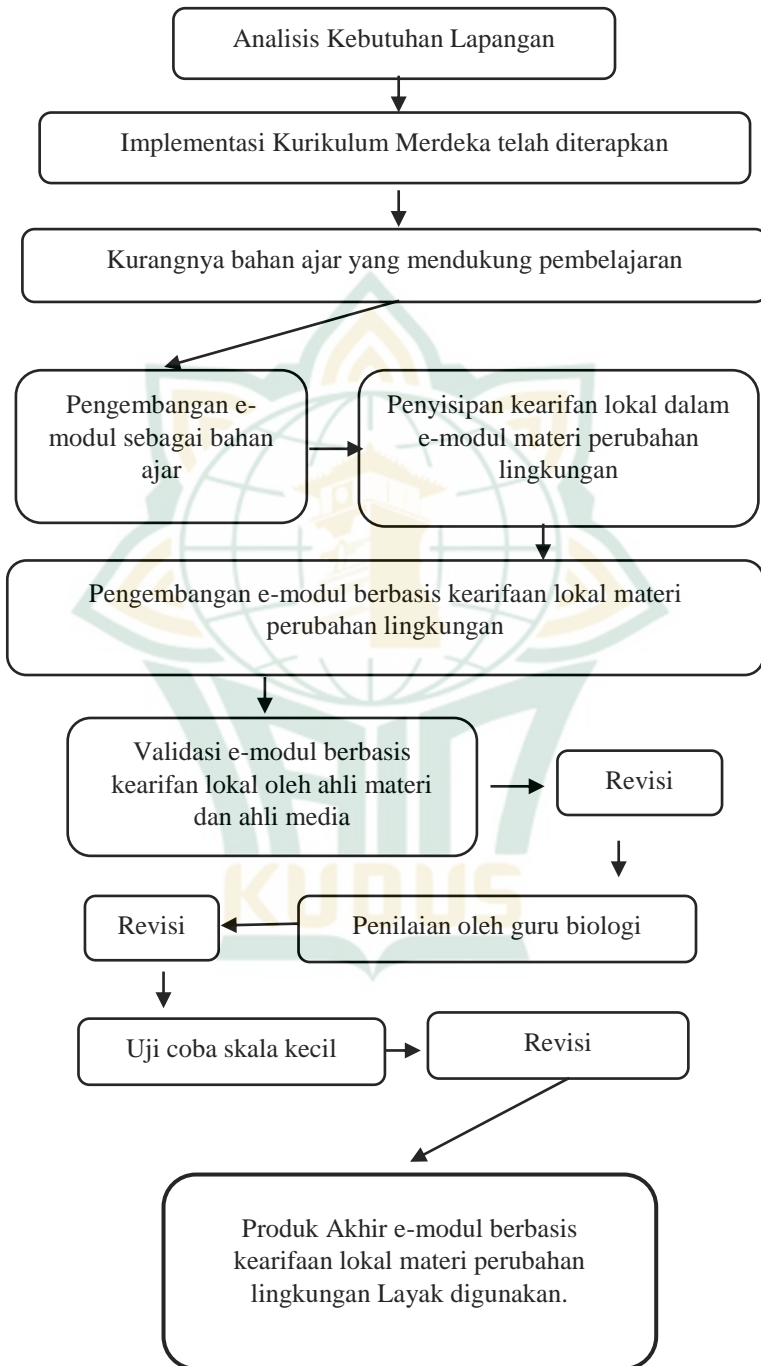 Analisis Kebutuhan Lapangan
Implementasi Kurikulum Merdeka telah diterapkan
Kurangnya bahan ajar yang mendukung pembelajaran
Pengembangan e-
modul sebagai bahan
ajar
Penyisipan kearifan lokal dalam
e-modul materi perubahan
lingkungan
Pengembangan e-modul berbasis kearifaan lokal materi
perubahan lingkungan
Validasi e-modul berbasis
kearifan lokal oleh ahli materi
dan ahli media
Revisi
Penilaian oleh guru biologi
Revisi
Uji coba skala kecil
Revisi
Produk Akhir e-modul berbasis
kearifaan lokal materi perubahan
lingkungan Layak digunakan.
IAIN
KUDUS